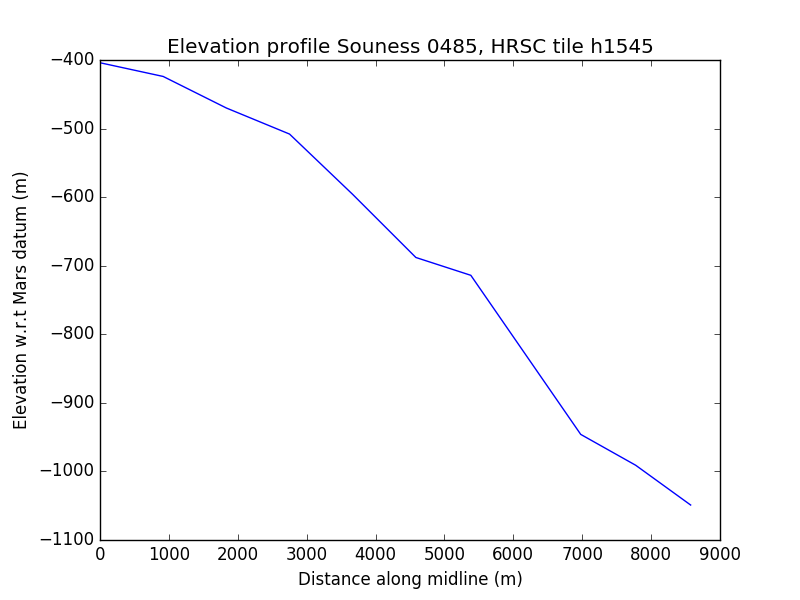 Elevation profile Souness 0485, HRSC tile h1545
Elevation w.r.t Mars datum (m)
−400
−500
−600
−700
−800
−900
−1000
−1100
0 1000 2000 3000 4000 5000 6000 7000 8000 9000
Distance along midline (m)